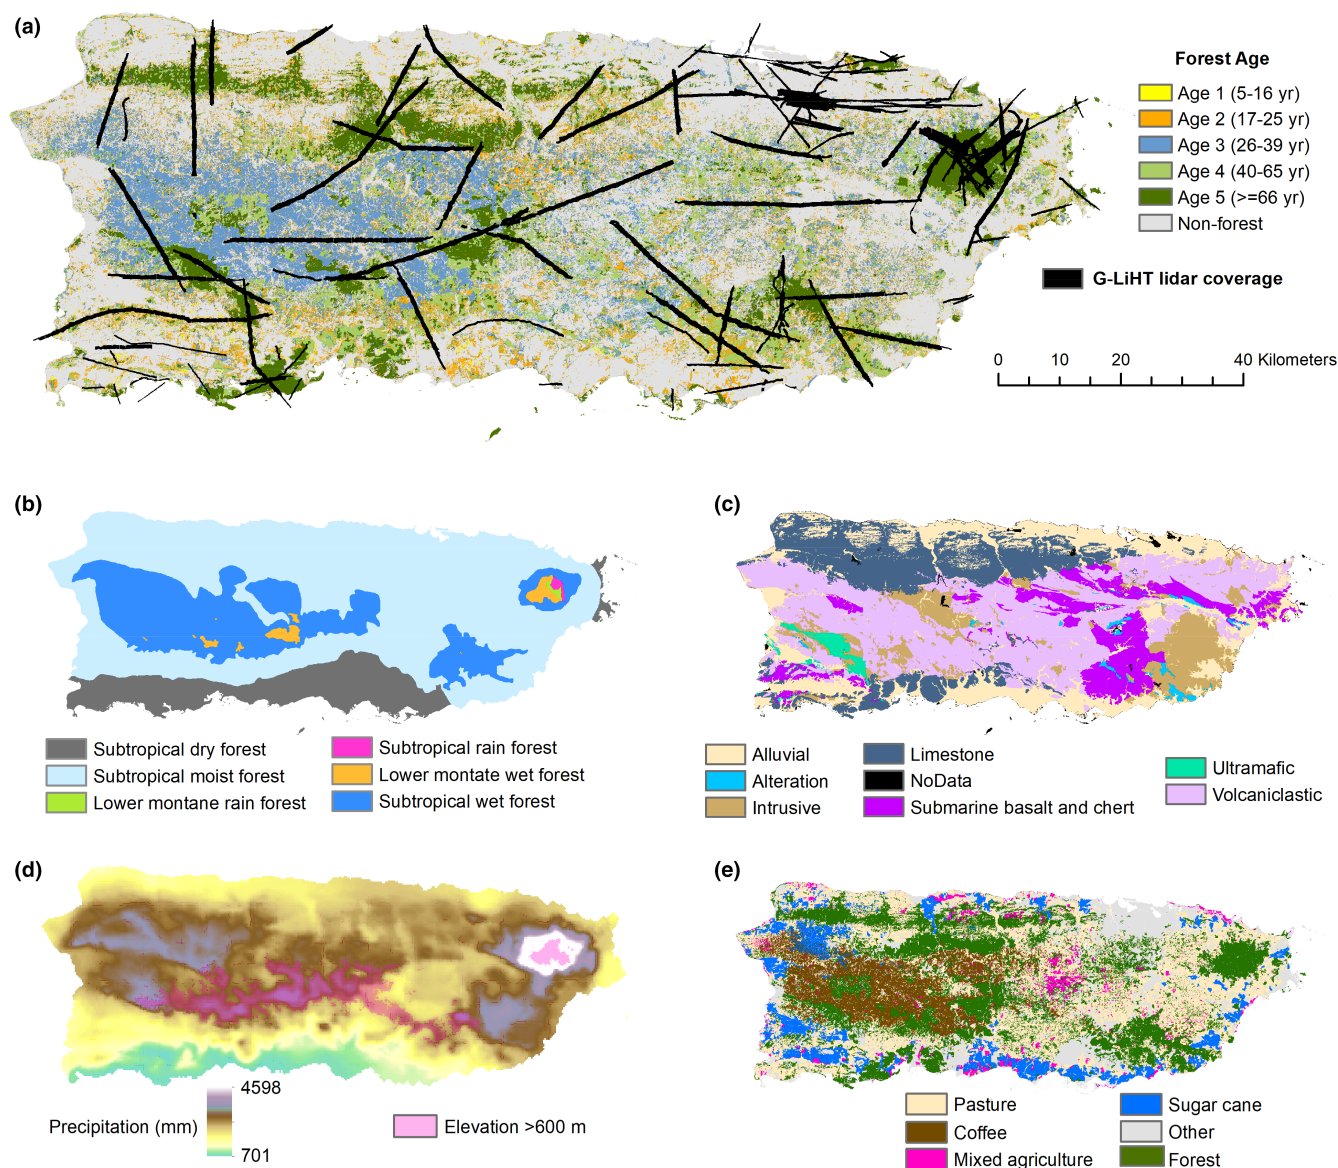 (a)
Forest Age
Age 1 (5-16 yr)
Age 2 (17-25 yr)
Age 3 (26-39 yr)
Age 4 (40-65 yr)
Age 5 (>=66 yr)
Non-forest
G-LiHT lidar coverage
0 10 20 40 Kilometers
(b)
Subtropical dry forest
Subtropical moist forest
Lower montane rain forest
Subtropical rain forest
Lower montate wet forest
Subtropical wet forest
(c)
Alluvial
Alteration
Intrusive
Limestone
NoData
Submarine basalt and chert
Ultramafic
Volcaniclastic
(d)
Precipitation (mm)
4598
701
Elevation >600 m
(e)
Pasture
Coffee
Mixed agriculture
Sugar cane
Other
Forest